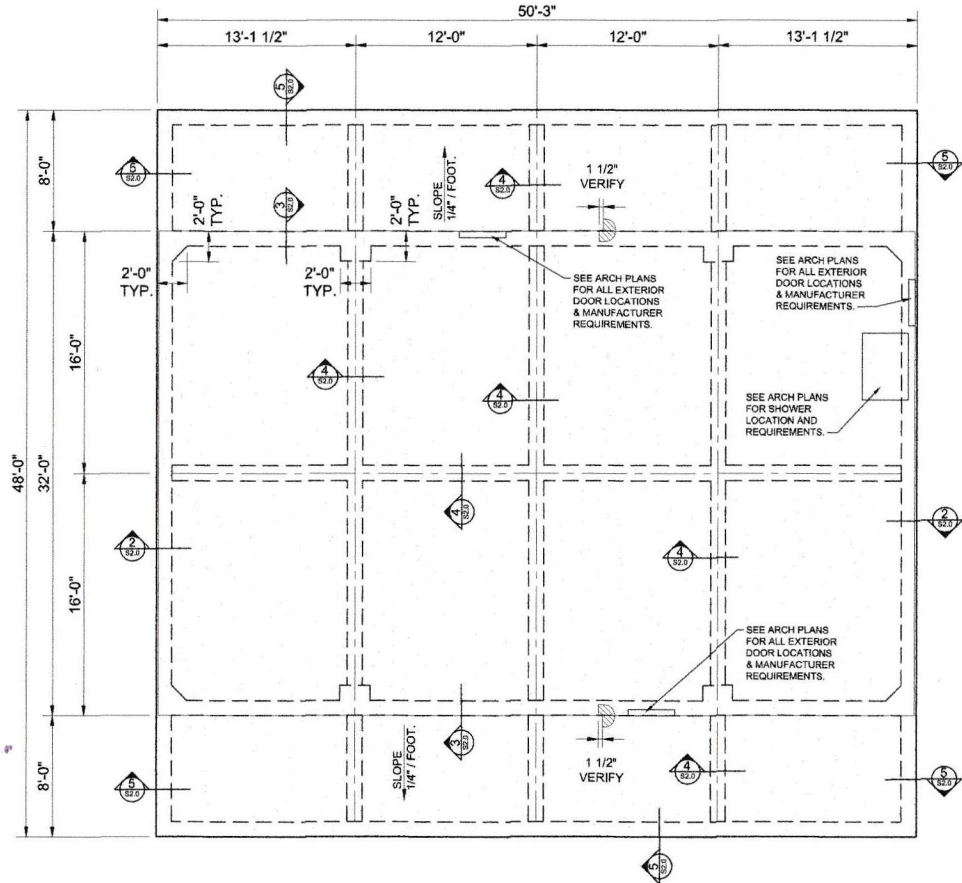 50'-3"
13'-1 1/2"
12'-0"
12'-0"
13'-1 1/2"
5
S2.0
8'-0"
5
S2.0
3
S2.0
SLOPE
1/4" / FOOT.
4
S2.0
1 1/2"
VERIFY
5
S2.0
2'-0"
TYP.
2'-0"
TYP.
2'-0"
TYP.
2'-0"
TYP.
SEE ARCH PLANS
FOR ALL EXTERIOR
DOOR LOCATIONS
& MANUFACTURER
REQUIREMENTS.
SEE ARCH PLANS
FOR ALL EXTERIOR
DOOR LOCATIONS
& MANUFACTURER
REQUIREMENTS.
16'-0"
4
S2.0
4
S2.0
SEE ARCH PLANS
FOR SHOWER
LOCATION AND
REQUIREMENTS.
48'-0"
32'-0"
4
S2.0
2
S2.0
2
S2.0
4
S2.0
16'-0"
SEE ARCH PLANS
FOR ALL EXTERIOR
DOOR LOCATIONS
& MANUFACTURER
REQUIREMENTS.
3
S2.0
SLOPE
1/4" / FOOT.
1 1/2"
VERIFY
4
S2.0
8'-0"
5
S2.0
5
S2.0
5
S2.0